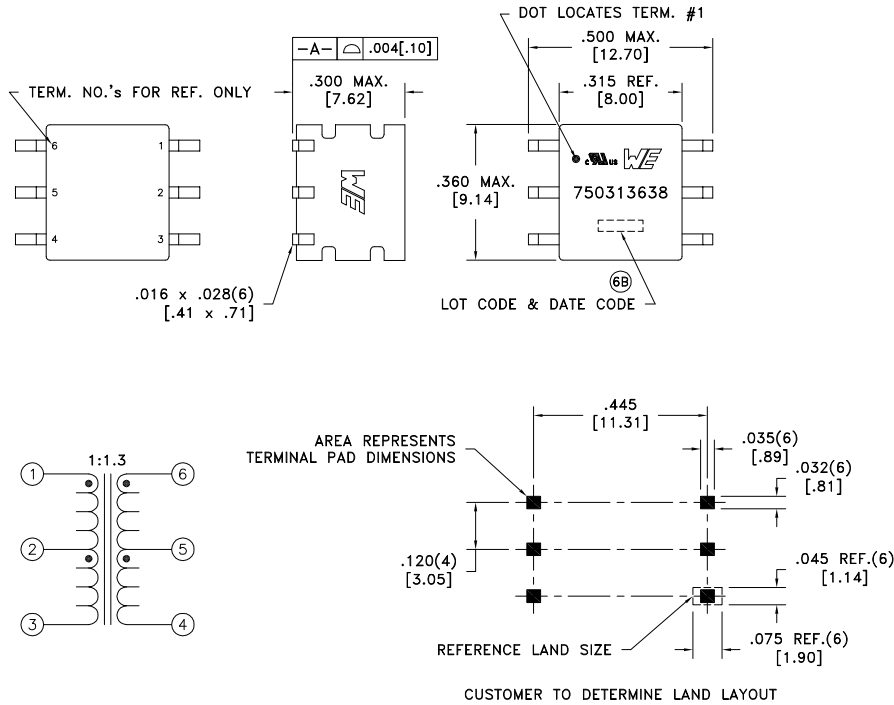 DOT LOCATES TERM. #1
.500 MAX.
[12.70]
-A- ⌓ .004[.10]
.300 MAX.
[7.62]
.315 REF.
[8.00]
TERM. NO.'s FOR REF. ONLY
6 1
5 2
4 3
WE
c RU us WE
750313638
.360 MAX.
[9.14]
6B
LOT CODE & DATE CODE
.016 x .028(6)
[.41 x .71]
.445
[11.31]
AREA REPRESENTS
TERMINAL PAD DIMENSIONS
.035(6)
[.89]
.032(6)
[.81]
1:1.3
1 6
2 5
3 4
.120(4)
[3.05]
.045 REF.(6)
[1.14]
REFERENCE LAND SIZE
.075 REF.(6)
[1.90]
CUSTOMER TO DETERMINE LAND LAYOUT